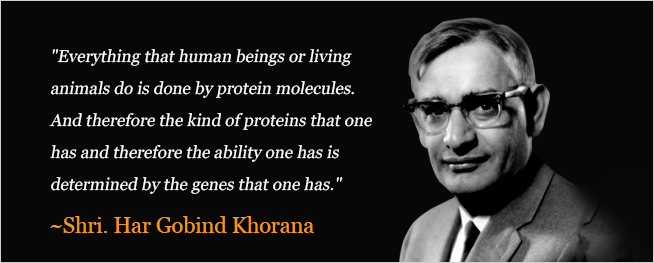 "Everything that human beings or living
animals do is done by protein molecules.
And therefore the kind of proteins that one
has and therefore the ability one has is
determined by the genes that one has."
~Shri. Har Gobind Khorana